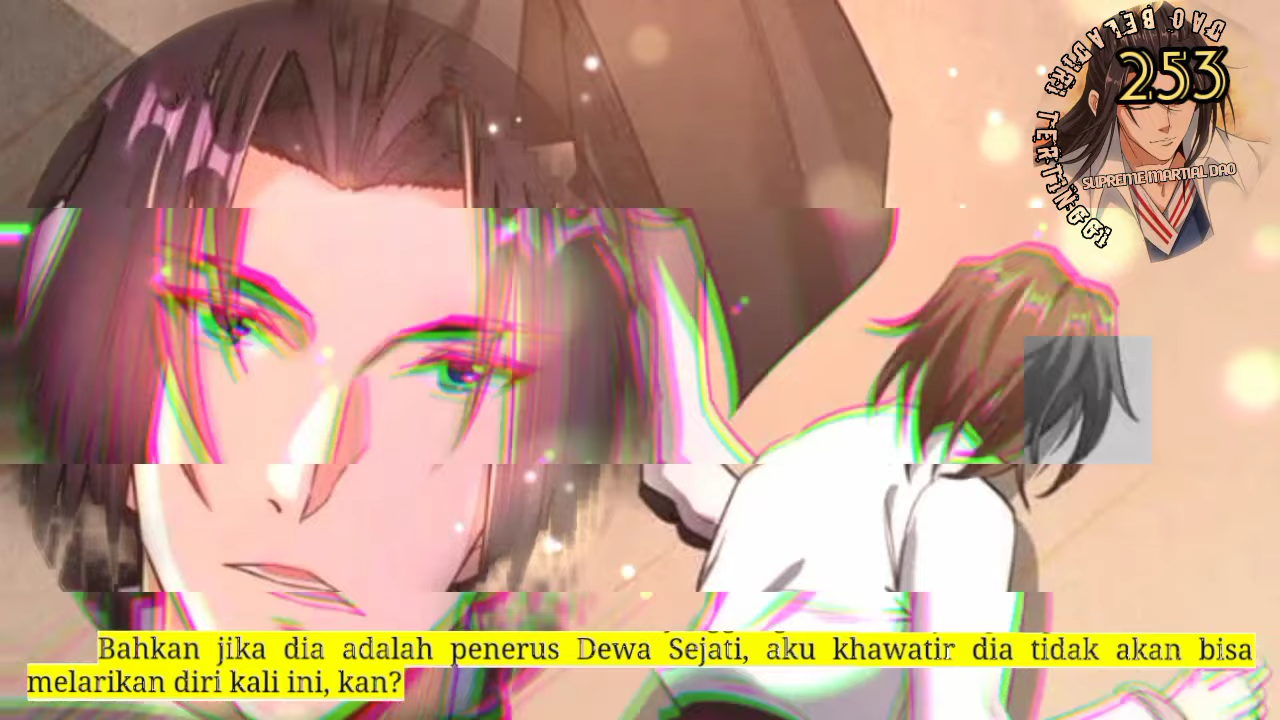 DAO BELADIRI TERTINGGI
253
SUPREME MARTIAL DAO
Bahkan jika dia adalah penerus Dewa Sejati, aku khawatir dia tidak akan bisa
melarikan diri kali ini, kan?